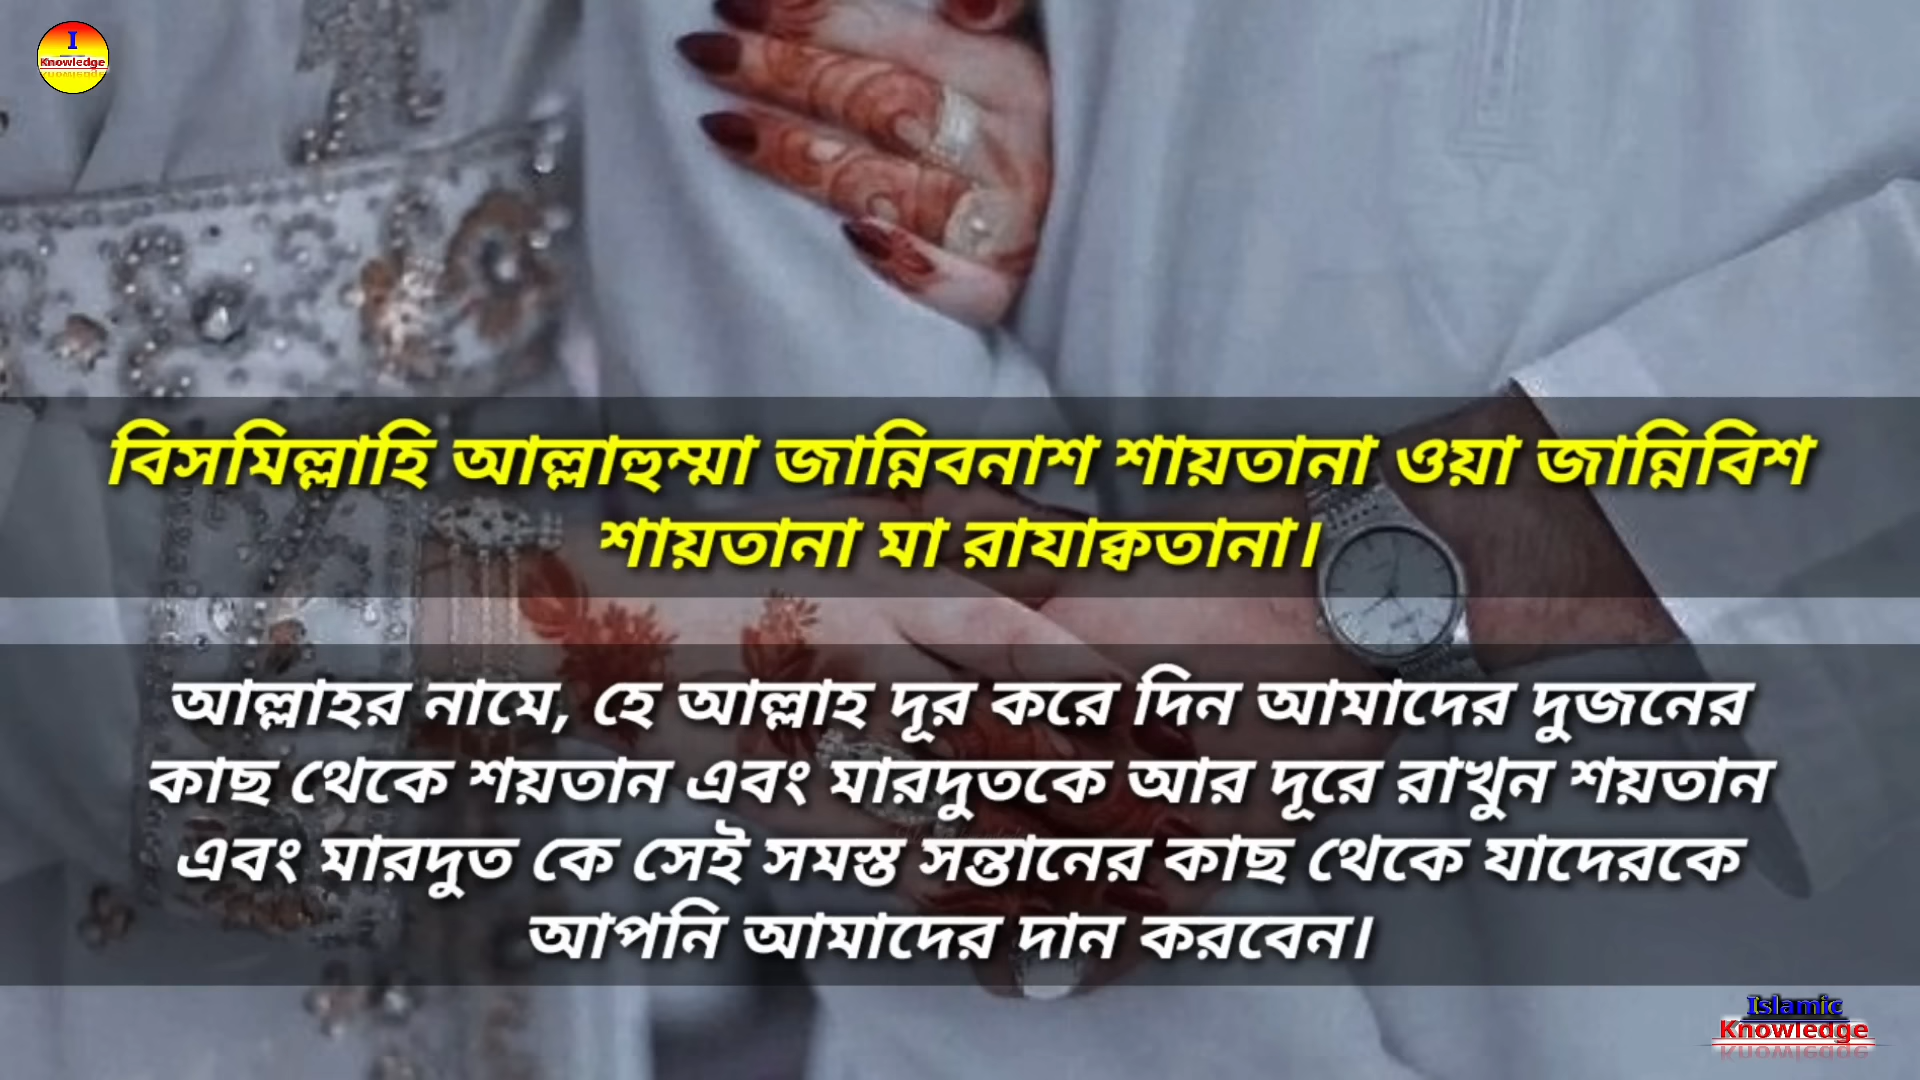 I
Knowledge
বিসমিল্লাহি আল্লাহুম্মা জান্নিবনাশ শায়তানা ওয়া জান্নিবিশ
শায়তানা মা রাযাক্বতানা।
আল্লাহর নামে, হে আল্লাহ দূর করে দিন আমাদের দুজনের
কাছ থেকে শয়তান এবং মারদুতকে আর দূরে রাখুন শয়তান
এবং মারদুত কে সেই সমস্ত সন্তানের কাছ থেকে যাদেরকে
আপনি আমাদের দান করবেন।
Islamic
Knowledge